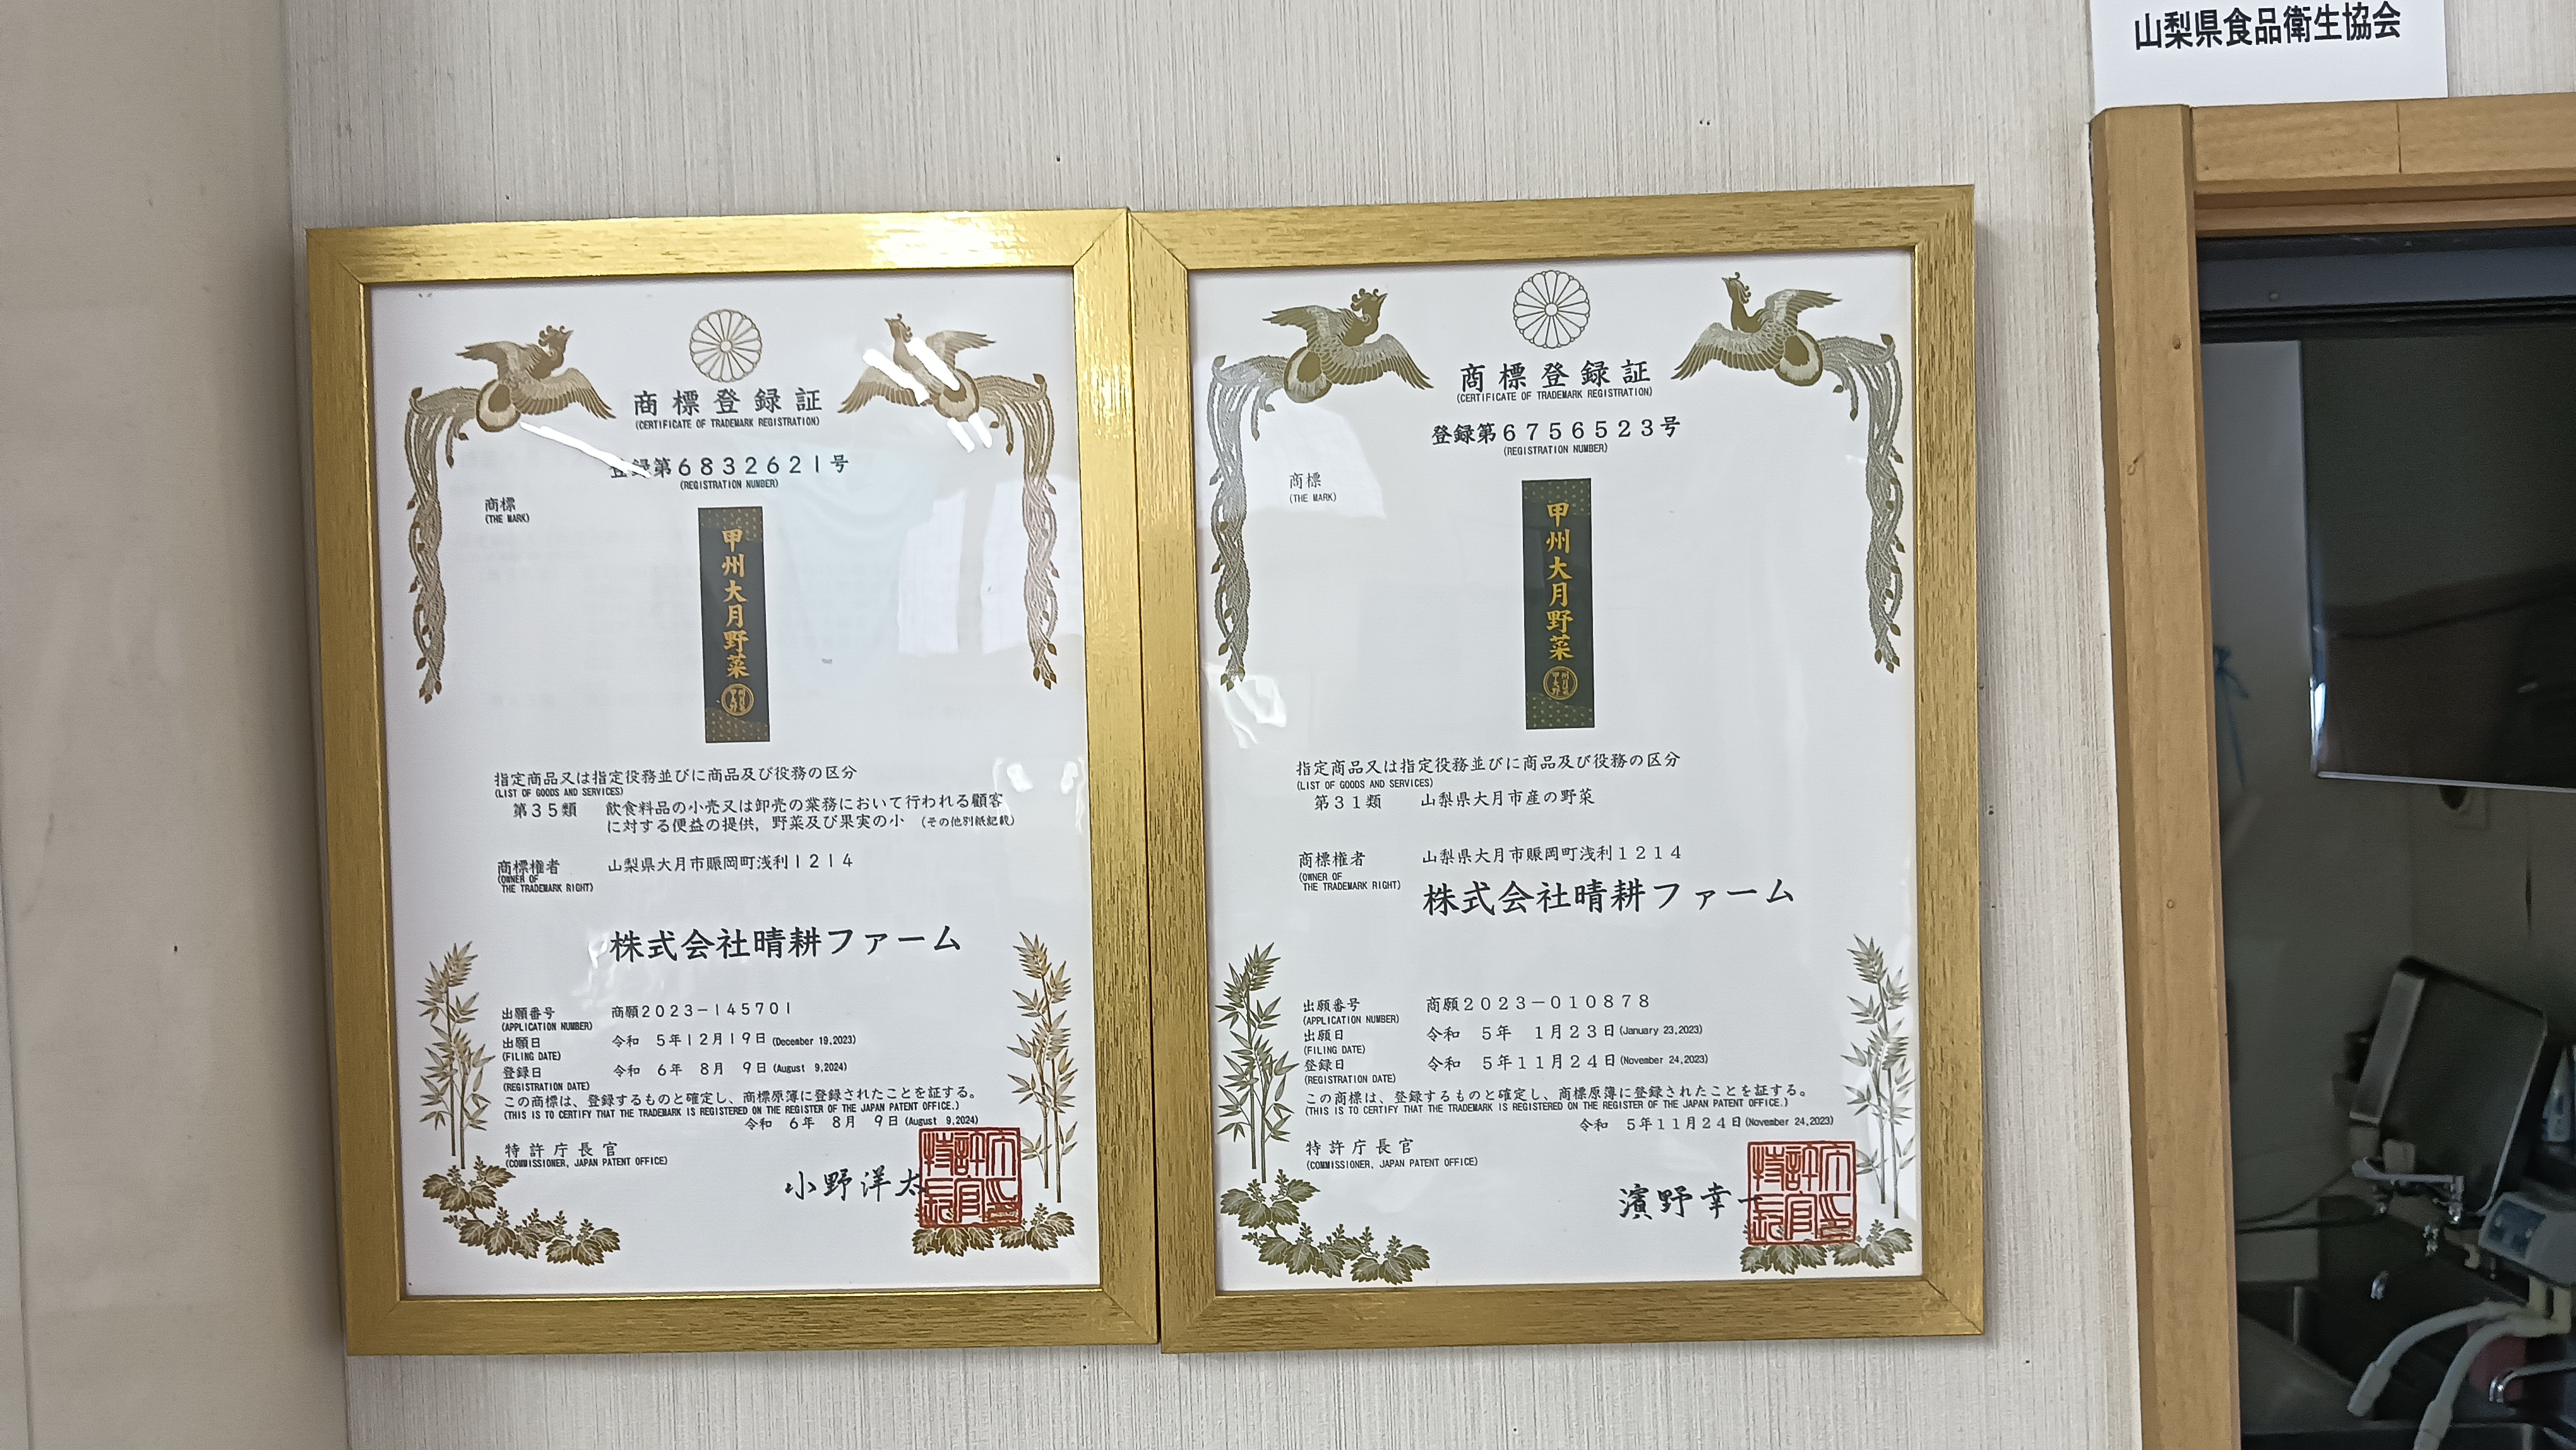 山梨県食品衛生協会
商標登録証
(CERTIFICATE OF TRADEMARK REGISTRATION)
登録第6832621号
(REGISTRATION NUMBER)
商標
(THE MARK)
甲州大月野菜
指定商品又は指定役務並びに商品及び役務の区分
(LIST OF GOODS AND SERVICES)
第35類 飲食料品の小売又は卸売の業務において行われる顧客
に対する便益の提供，野菜及び果実の小 (その他別紙記載)
商標権者 山梨県大月市賑岡町浅利1214
(OWNER OF
THE TRADEMARK RIGHT)
株式会社晴耕ファーム
出願番号 商願2023-145701
(APPLICATION NUMBER)
出願日 令和 5年12月19日(December 19,2023)
(FILING DATE)
登録日 令和 6年 8月 9日(August 9,2024)
(REGISTRATION DATE)
この商標は、登録するものと確定し、商標原簿に登録されたことを証する。
(THIS IS TO CERTIFY THAT THE TRADEMARK IS REGISTERED ON THE REGISTER OF THE JAPAN PATENT OFFICE.)
令和 6年 8月 9日(August 9,2024)
特許庁長官
(COMMISSIONER, JAPAN PATENT OFFICE)
小野洋太
特許庁長官之印
商標登録証
(CERTIFICATE OF TRADEMARK REGISTRATION)
登録第6756523号
(REGISTRATION NUMBER)
商標
(THE MARK)
甲州大月野菜
指定商品又は指定役務並びに商品及び役務の区分
(LIST OF GOODS AND SERVICES)
第31類 山梨県大月市産の野菜
商標権者 山梨県大月市賑岡町浅利1214
(OWNER OF
THE TRADEMARK RIGHT)
株式会社晴耕ファーム
出願番号 商願2023-010878
(APPLICATION NUMBER)
出願日 令和 5年 1月23日(January 23,2023)
(FILING DATE)
登録日 令和 5年11月24日(November 24,2023)
(REGISTRATION DATE)
この商標は、登録するものと確定し、商標原簿に登録されたことを証する。
(THIS IS TO CERTIFY THAT THE TRADEMARK IS REGISTERED ON THE REGISTER OF THE JAPAN PATENT OFFICE.)
令和 5年11月24日(November 24,2023)
特許庁長官
(COMMISSIONER, JAPAN PATENT OFFICE)
濱野幸一
特許庁長官之印